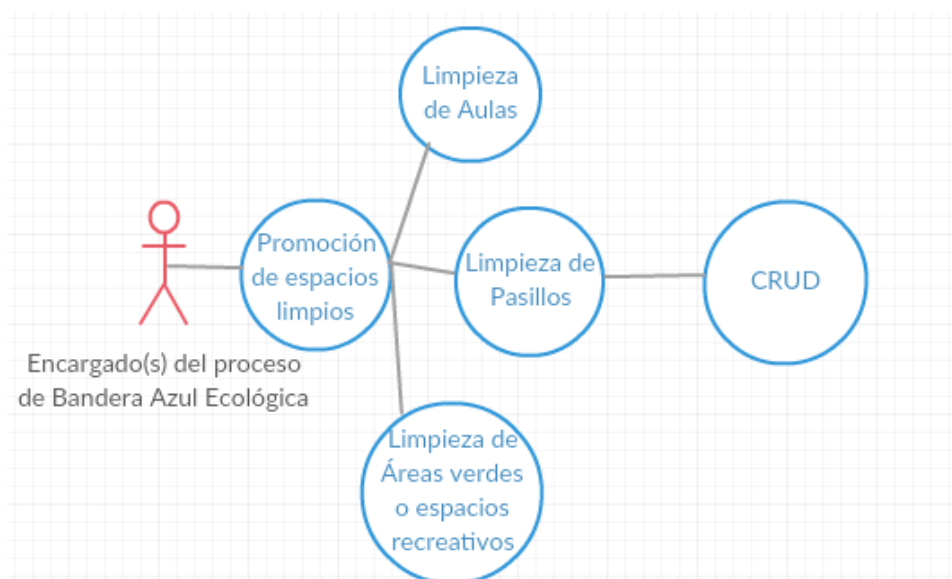 Limpieza
de Aulas
Promoción
de espacios
limpios
Limpieza de
Pasillos
CRUD
Encargado(s) del proceso
de Bandera Azul Ecológica
Limpieza de
Áreas verdes
o espacios
recreativos